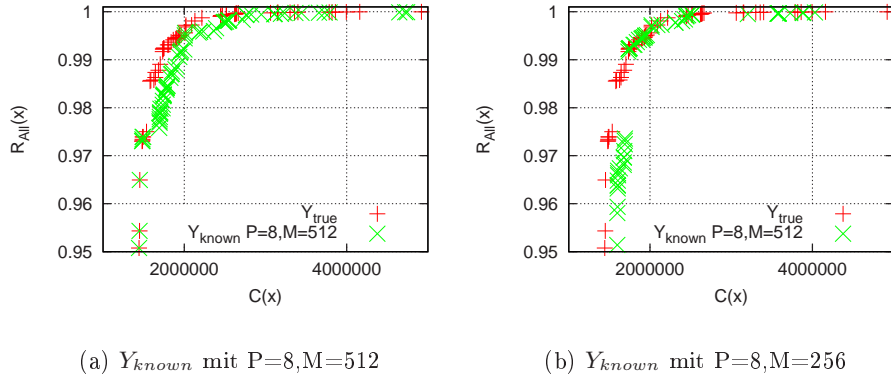 1
0.99
0.98
0.97
0.96
0.95
R_All(x)
2000000 4000000
C(x)
Y_true
Y_known P=8,M=512
(a) Y_known mit P=8,M=512
1
0.99
0.98
0.97
0.96
0.95
R_All(x)
2000000 4000000
C(x)
Y_true
Y_known P=8,M=512
(b) Y_known mit P=8,M=256